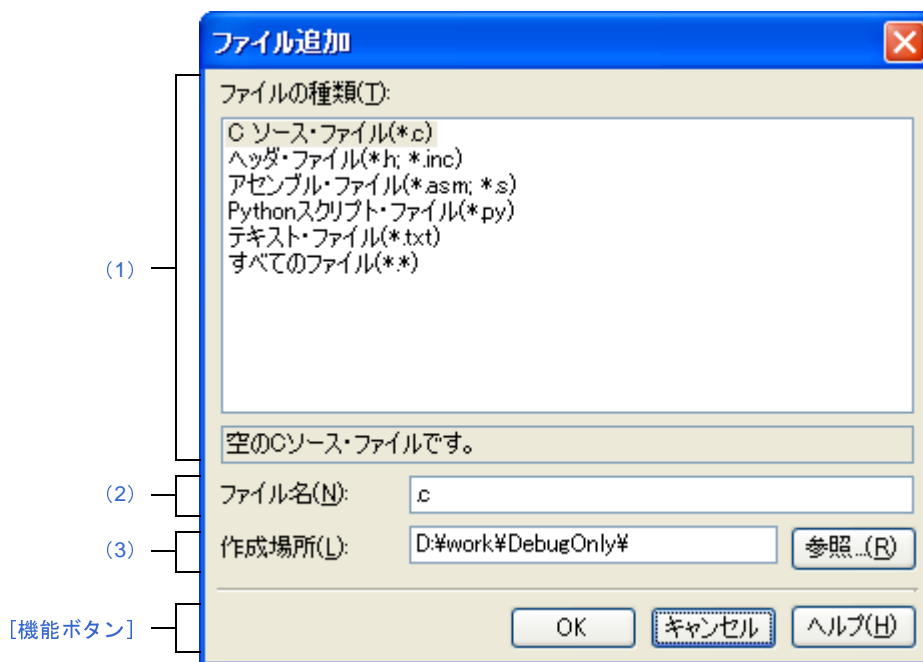 ファイル追加
ファイルの種類(T):
C ソース・ファイル(*.c)
ヘッダ・ファイル(*.h; *.inc)
アセンブル・ファイル(*.asm; *.s)
Pythonスクリプト・ファイル(*.py)
テキスト・ファイル(*.txt)
すべてのファイル(*.*)
(1)
空のCソース・ファイルです。
(2)
ファイル名(N):
.c
(3)
作成場所(L):
D:¥work¥DebugOnly¥
参照...(R)
[機能ボタン]
OK
キャンセル
ヘルプ(H)